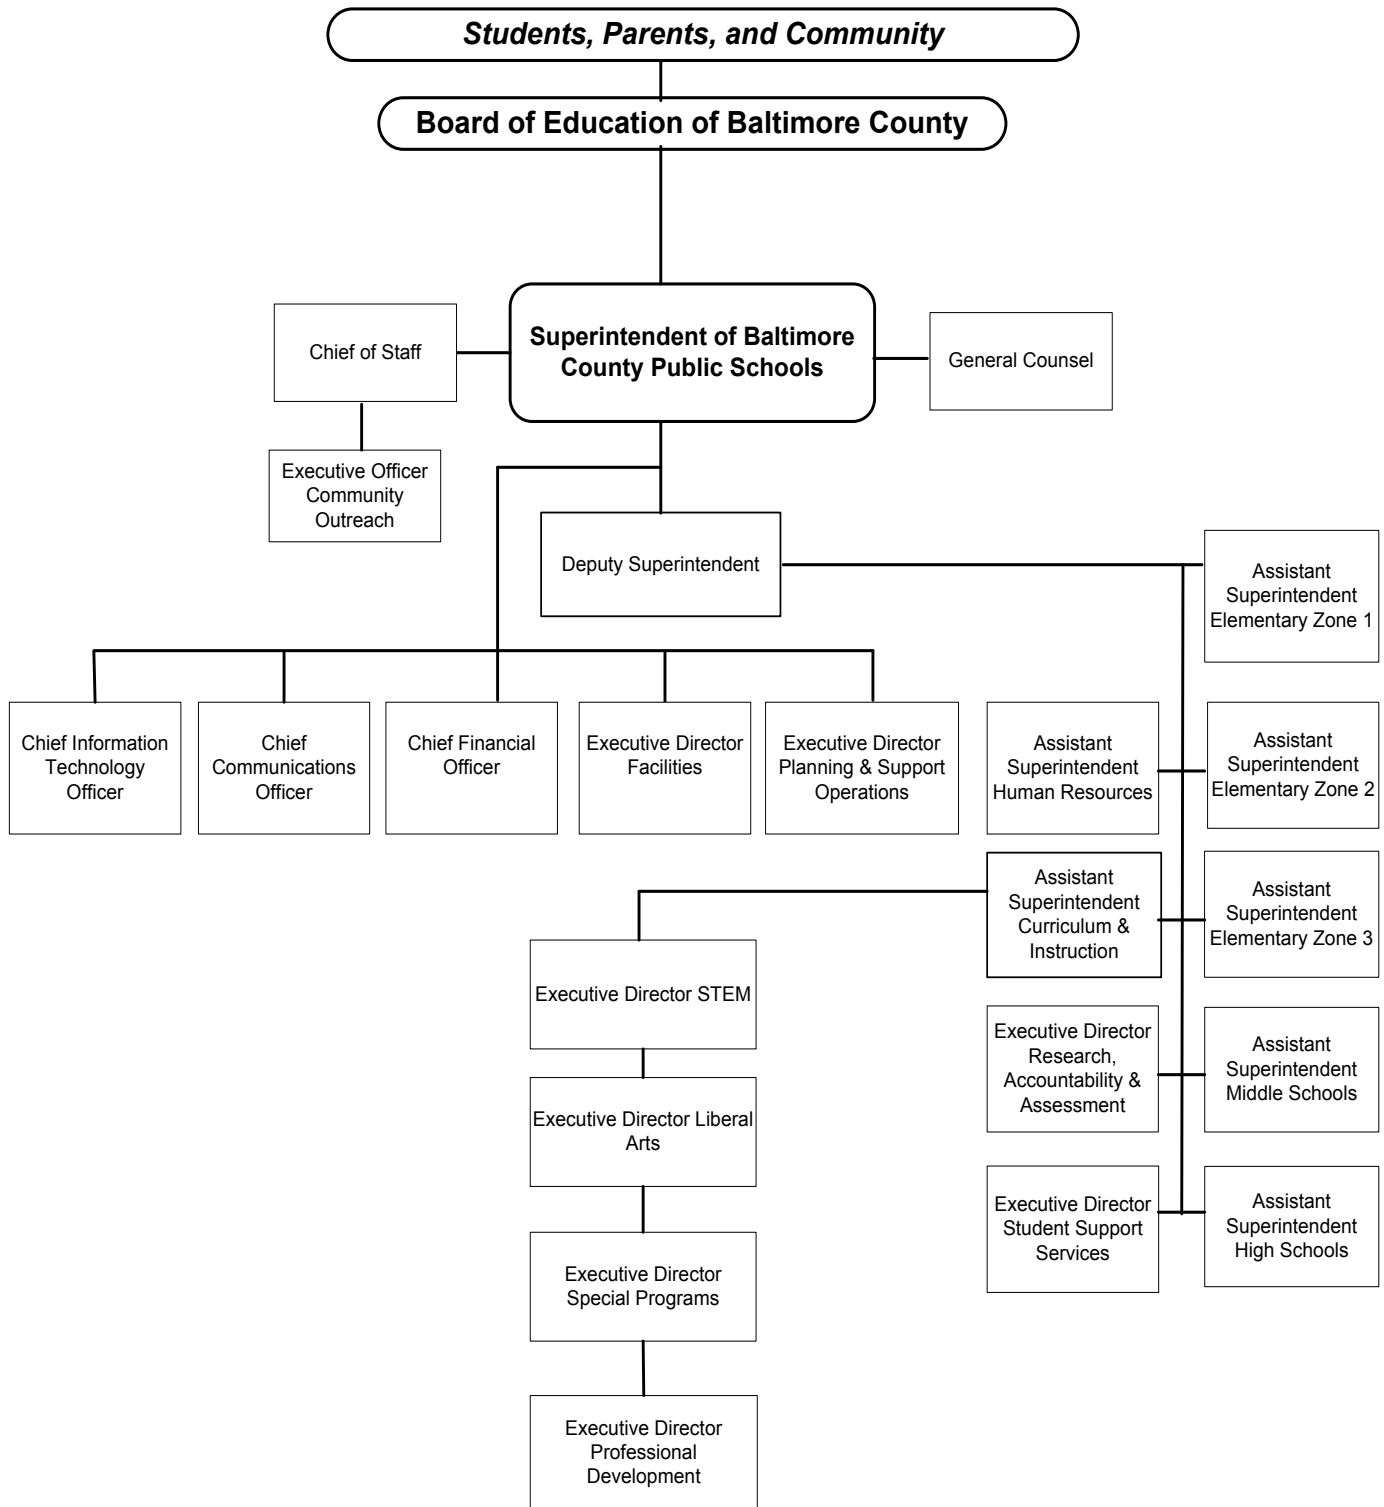 Students, Parents, and Community
Board of Education of Baltimore County
Superintendent of Baltimore
County Public Schools
Chief of Staff
General Counsel
Executive Officer
Community
Outreach
Deputy Superintendent
Assistant
Superintendent
Elementary Zone 1
Chief Information
Technology
Officer
Chief
Communications
Officer
Chief Financial
Officer
Executive Director
Facilities
Executive Director
Planning & Support
Operations
Assistant
Superintendent
Human Resources
Assistant
Superintendent
Elementary Zone 2
Assistant
Superintendent
Curriculum &
Instruction
Assistant
Superintendent
Elementary Zone 3
Executive Director STEM
Executive Director
Research,
Accountability &
Assessment
Assistant
Superintendent
Middle Schools
Executive Director Liberal
Arts
Executive Director
Student Support
Services
Assistant
Superintendent
High Schools
Executive Director
Special Programs
Executive Director
Professional
Development